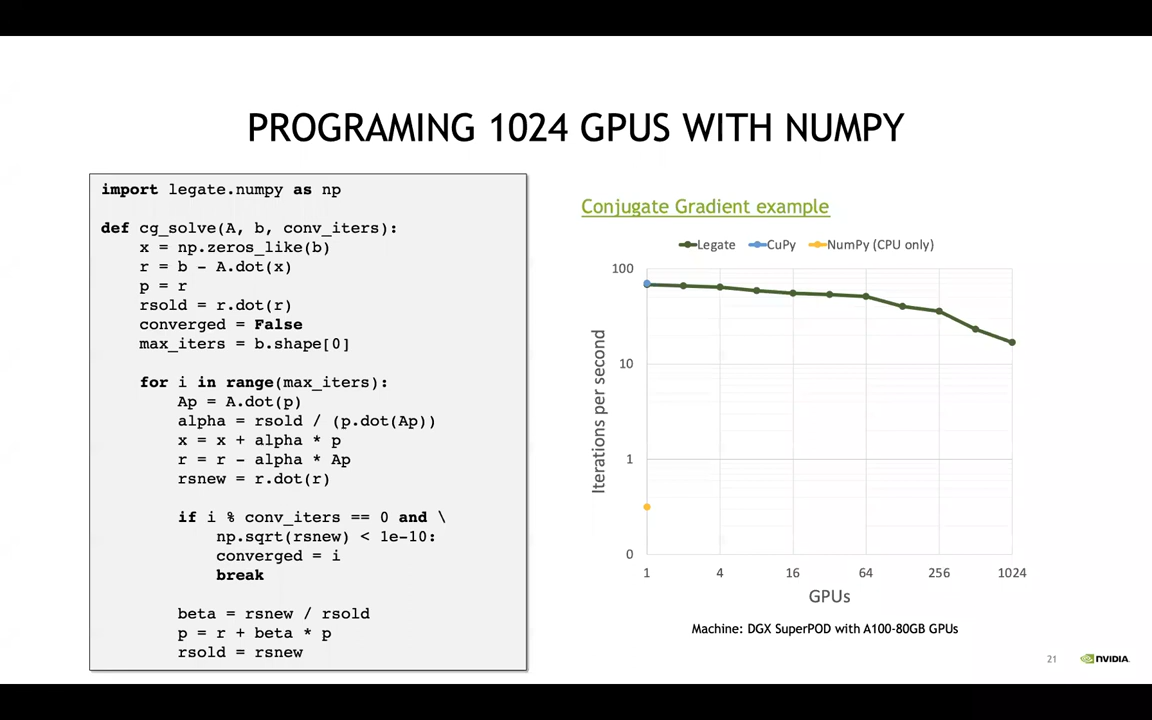 PROGRAMING 1024 GPUS WITH NUMPY
import legate.numpy as np
def cg_solve(A, b, conv_iters):
x = np.zeros_like(b)
r = b - A.dot(x)
p = r
rsold = r.dot(r)
converged = False
max_iters = b.shape[0]
for i in range(max_iters):
Ap = A.dot(p)
alpha = rsold / (p.dot(Ap))
x = x + alpha * p
r = r - alpha * Ap
rsnew = r.dot(r)
if i % conv_iters == 0 and \
np.sqrt(rsnew) < 1e-10:
converged = i
break
beta = rsnew / rsold
p = r + beta * p
rsold = rsnew
Conjugate Gradient example
Legate CuPy NumPy (CPU only)
100
10
1
0
Iterations per second
1 4 16 64 256 1024
GPUs
Machine: DGX SuperPOD with A100-80GB GPUs
21 NVIDIA.